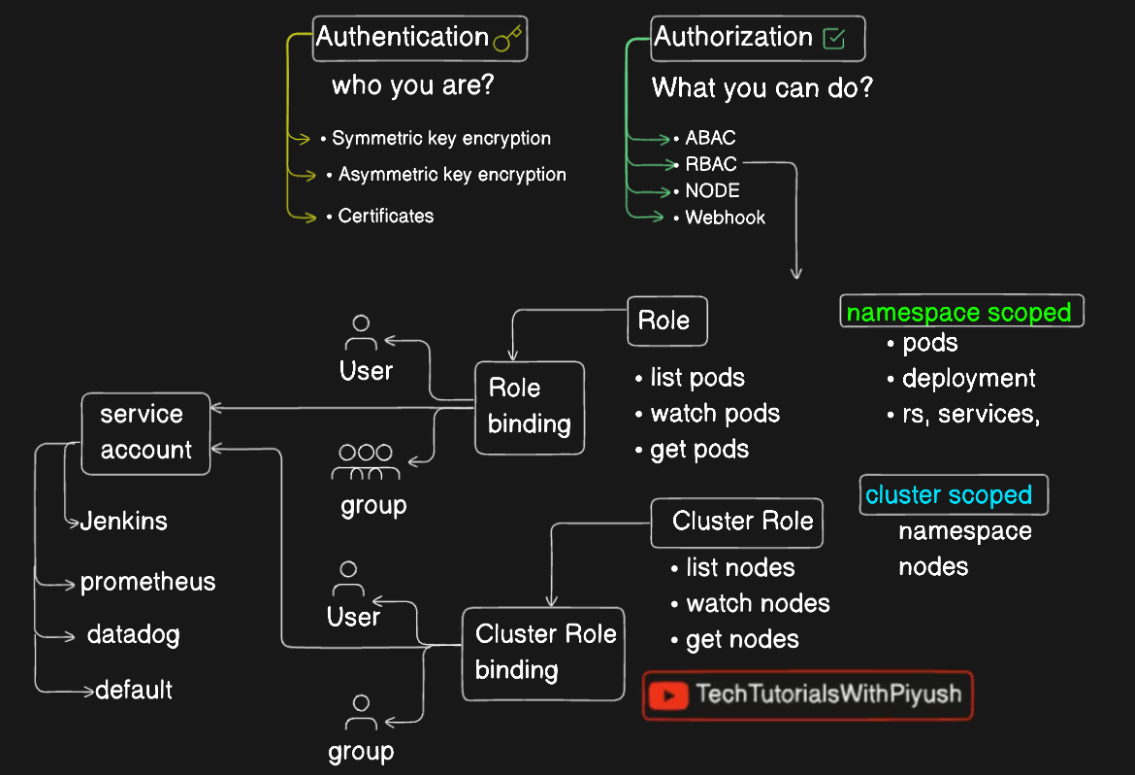 Authentication
who you are?
• Symmetric key encryption
• Asymmetric key encryption
• Certificates
Authorization
What you can do?
• ABAC
• RBAC
• NODE
• Webhook
Role
• list pods
• watch pods
• get pods
namespace scoped
• pods
• deployment
• rs, services,
User
Role
binding
group
service
account
Jenkins
prometheus
datadog
default
cluster scoped
namespace
nodes
Cluster Role
• list nodes
• watch nodes
• get nodes
User
Cluster Role
binding
group
TechTutorialsWithPiyush